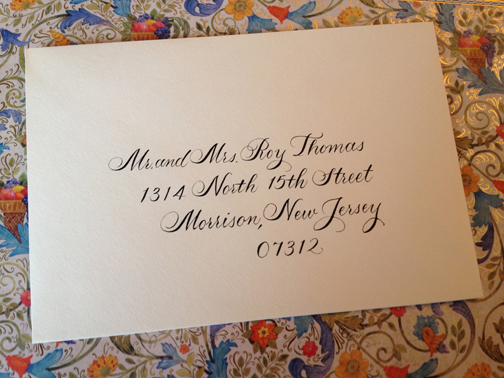 Mr. and Mrs. Roy Thomas
1314 North 15th Street
Morrison, New Jersey
07312